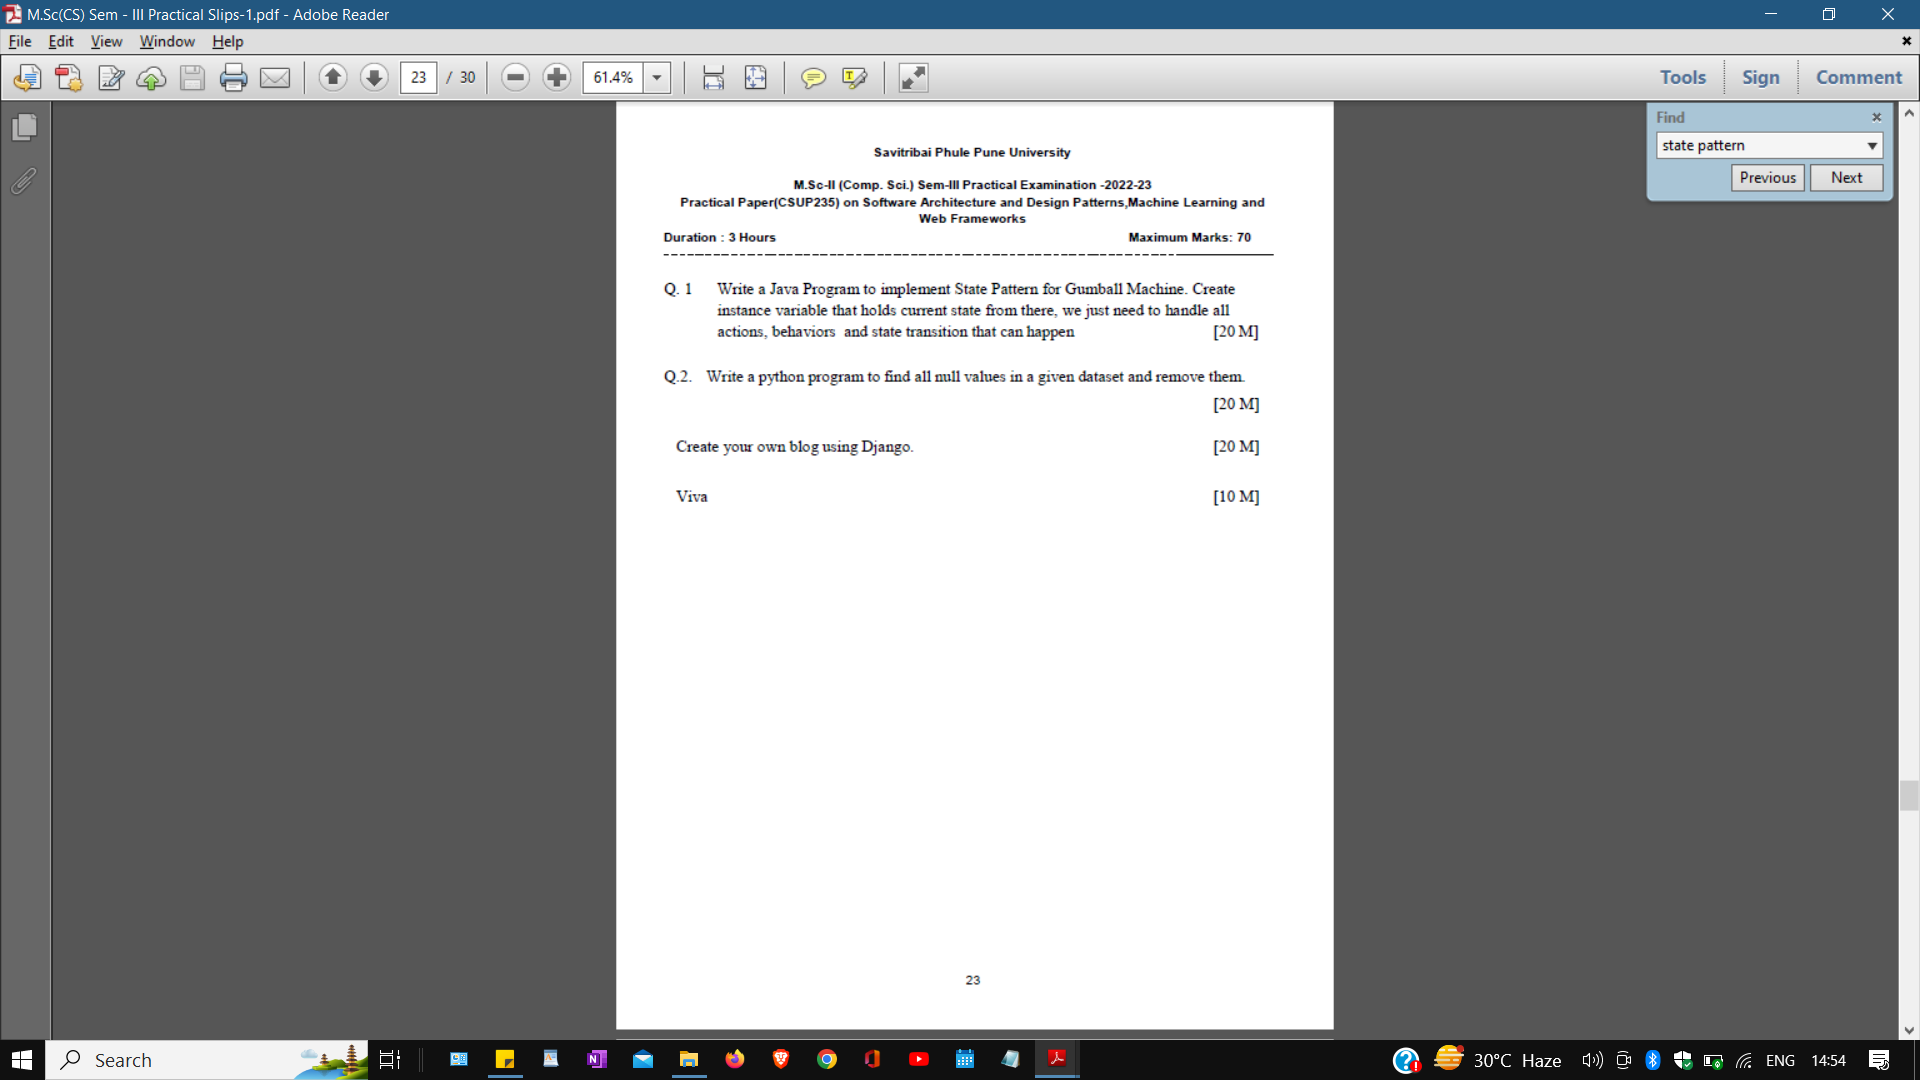 M.Sc(CS) Sem - III Practical Slips-1.pdf - Adobe Reader
File Edit View Window Help
23 / 30 61.4% Tools Sign Comment
Find
state pattern
Previous Next
Savitribai Phule Pune University
M.Sc-II (Comp. Sci.) Sem-III Practical Examination -2022-23
Practical Paper(CSUP235) on Software Architecture and Design Patterns,Machine Learning and
Web Frameworks
Duration : 3 Hours Maximum Marks: 70
Q. 1 Write a Java Program to implement State Pattern for Gumball Machine. Create
instance variable that holds current state from there, we just need to handle all
actions, behaviors and state transition that can happen [20 M]
Q.2. Write a python program to find all null values in a given dataset and remove them.
[20 M]
Create your own blog using Django. [20 M]
Viva [10 M]
23
Search 30°C Haze ENG 14:54